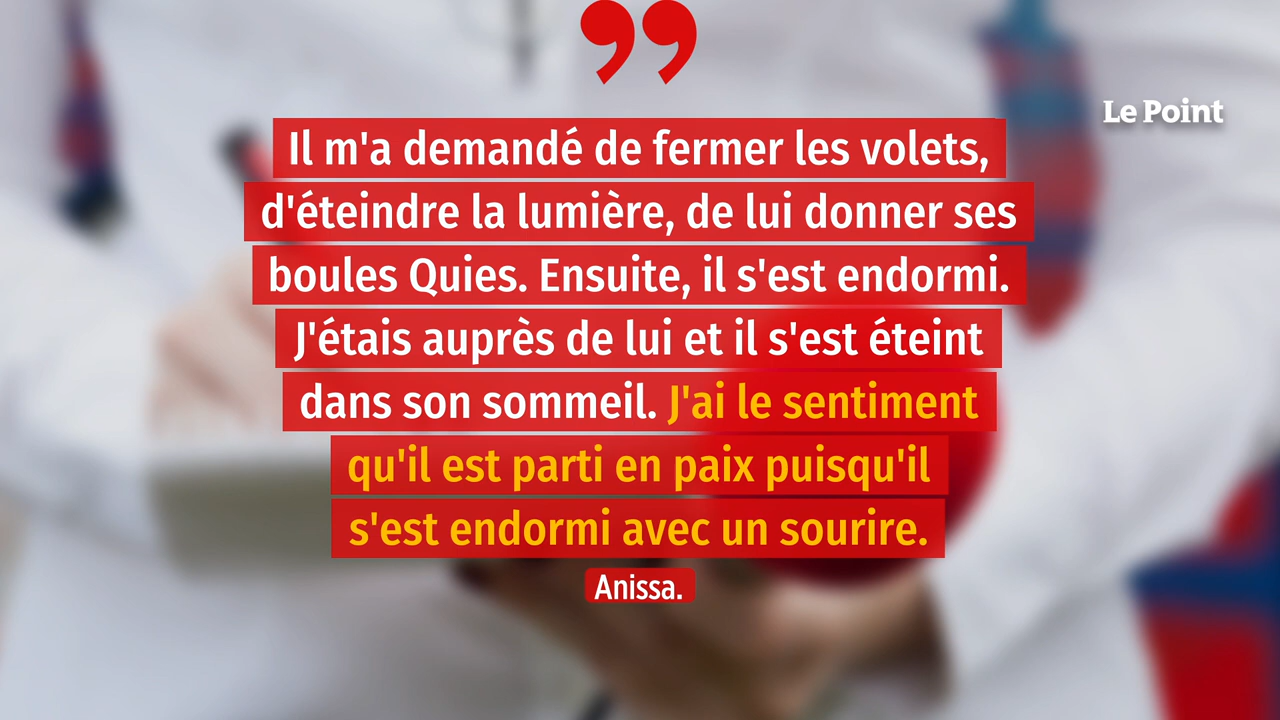 ”
Le Point
Il m'a demandé de fermer les volets,
d'éteindre la lumière, de lui donner ses
boules Quies. Ensuite, il s'est endormi.
J'étais auprès de lui et il s'est éteint
dans son sommeil. J'ai le sentiment
qu'il est parti en paix puisqu'il
s'est endormi avec un sourire.
Anissa.